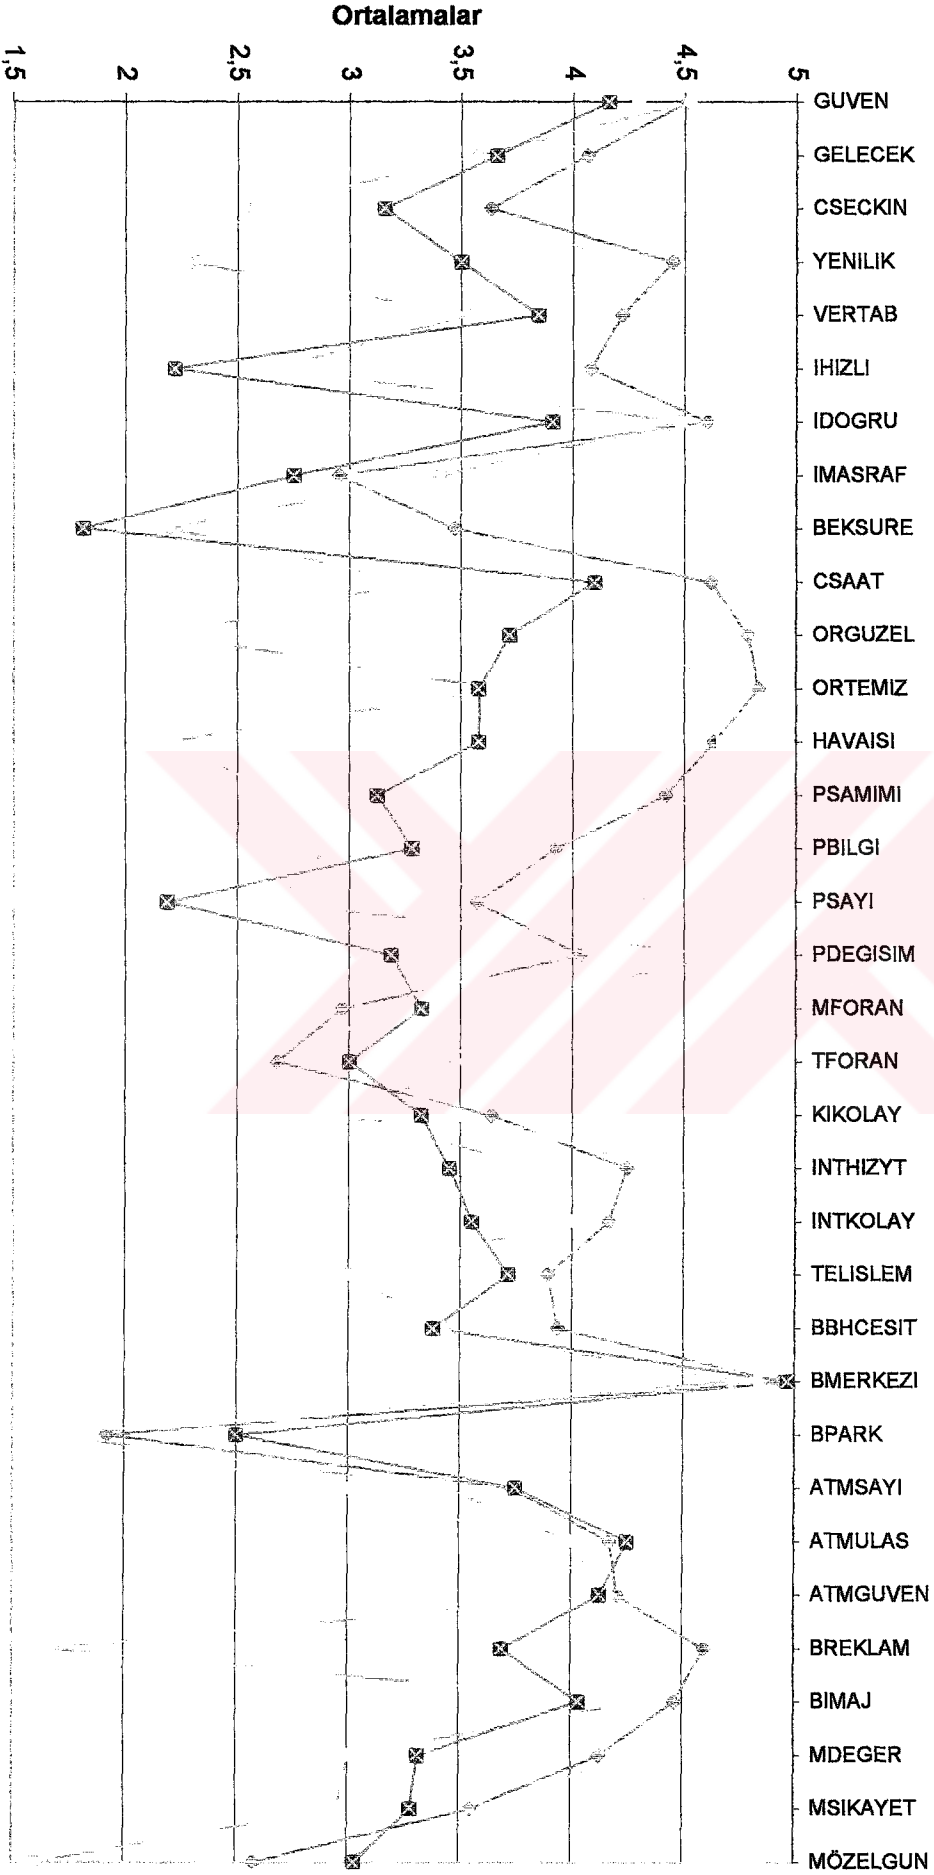 Ortalamalar
1,5
2
2,5
3
3,5
4
4,5
5
GUVEN
GELECEK
CSECKIN
YENILIK
VERTAB
IHIZLI
IDOGRU
IMASRAF
BEKSURE
CSAAT
ORGUZEL
ORTEMIZ
HAVAISI
PSAMIMI
PBILGI
PSAYI
PDEGISIM
MFORAN
TFORAN
KIKOLAY
INTHIZYT
INTKOLAY
TELISLEM
BBHCESIT
BMERKEZI
BPARK
ATMSAYI
ATMULAS
ATMGUVEN
BREKLAM
BIMAJ
MDEGER
MSIKAYET
MÖZELGUN